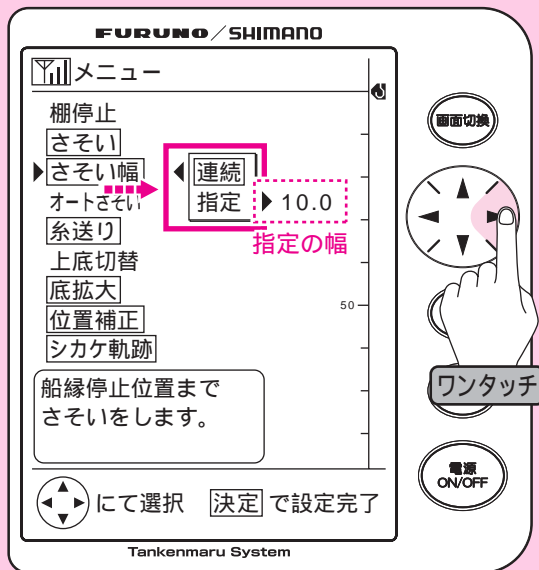 FURUNO/SHIMANO
メニュー
棚停止
さそい
さそい幅
連続
オートさそい
指定
10.0
糸送り
指定の幅
上底切替
底拡大
50
位置補正
シカケ軌跡
船縁停止位置まで
さそいをします。
にて選択 決定 で設定完了
Tankenmaru System
画面切換
ワンタッチ
電源
ON/OFF